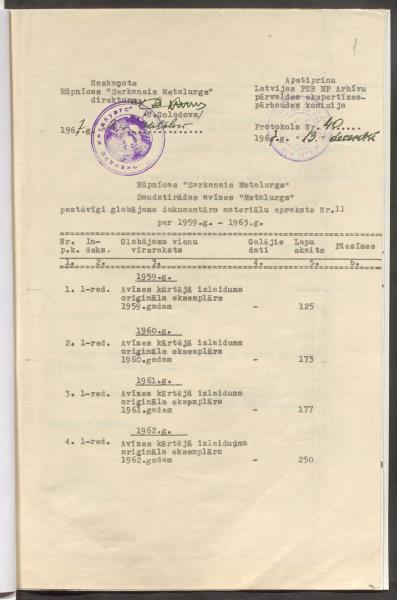 1
Saskaņots
Rūpnīcas "Sarkanais Metalurgs"
direktors
/N.Solodovs/
196 .g.
Apstiprinu
Latvijas PSR MP Arhīvu
pārvaldes ekspertīzes-
pārbaudes komisija
Protokols Nr. 40
196 .g. "13." decembrī
Rūpnīcas "Sarkanais Metalurgs"
Daudztirāžas avīzes "Metalurgs"
pastāvīgi glabājamo dokumentāro materiālu apraksts Nr.11
par 1959.g. - 1963.g.
Nr. In- Glabājamo vienu Galējie Lapu Piezīmes
p.k. deks. virsraksts dati skaits
1. 2. 3. 4. 5. 6.
1959.g.
1. 1-red. Avīzes kārtējā izlaiduma
oriģināla eksemplārs
1959.gadam - 125
1960.g.
2. 1-red. Avīzes kārtējā izlaiduma
oriģināla eksemplārs
1960.gadam - 173
1961.g.
3. 1-red. Avīzes kārtējā izlaiduma
oriģināla eksemplārs
1961.gadam - 177
1962.g.
4. 1-red. Avīzes kārtējā izlaiduma
oriģināla eksemplārs
1962.gadam - 250